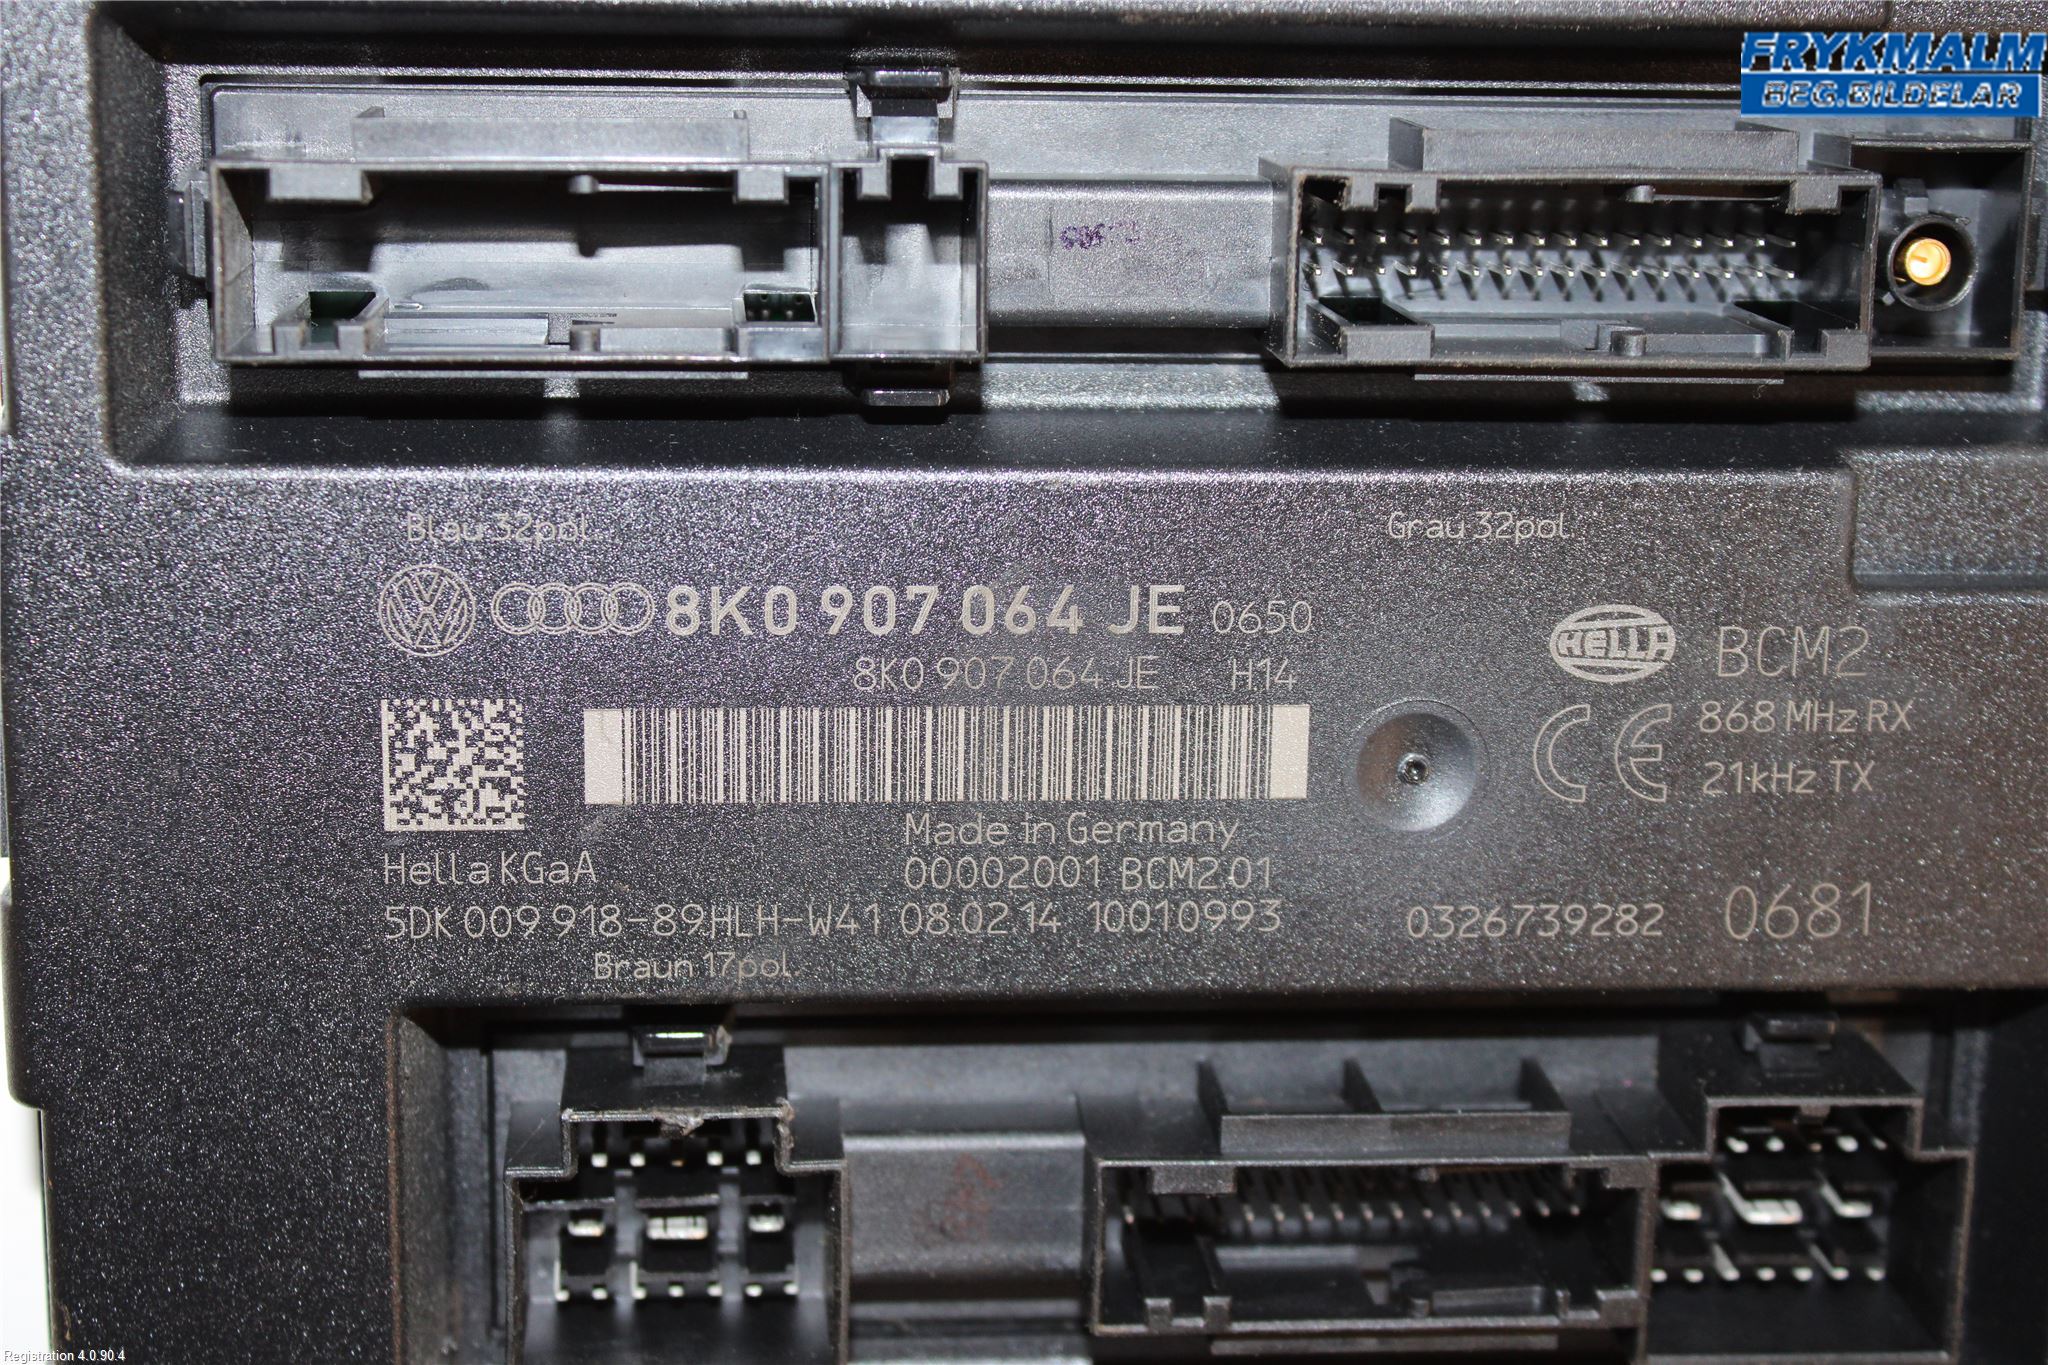 FRYKMALM
BEG.BILDELAR
Blau 32pol.
Grau 32pol.
8K0 907 064 JE 0650
8K0 907 064 JE H14
HELLA BCM2
868 MHz RX
21kHz TX
Made in Germany
Hella KGaA
00002001 BCM2.01
5DK 009 918-89 HLH-W41 08.02.14 10010993
0326739282 0681
Braun 17pol.
Registration 4.0.90.4